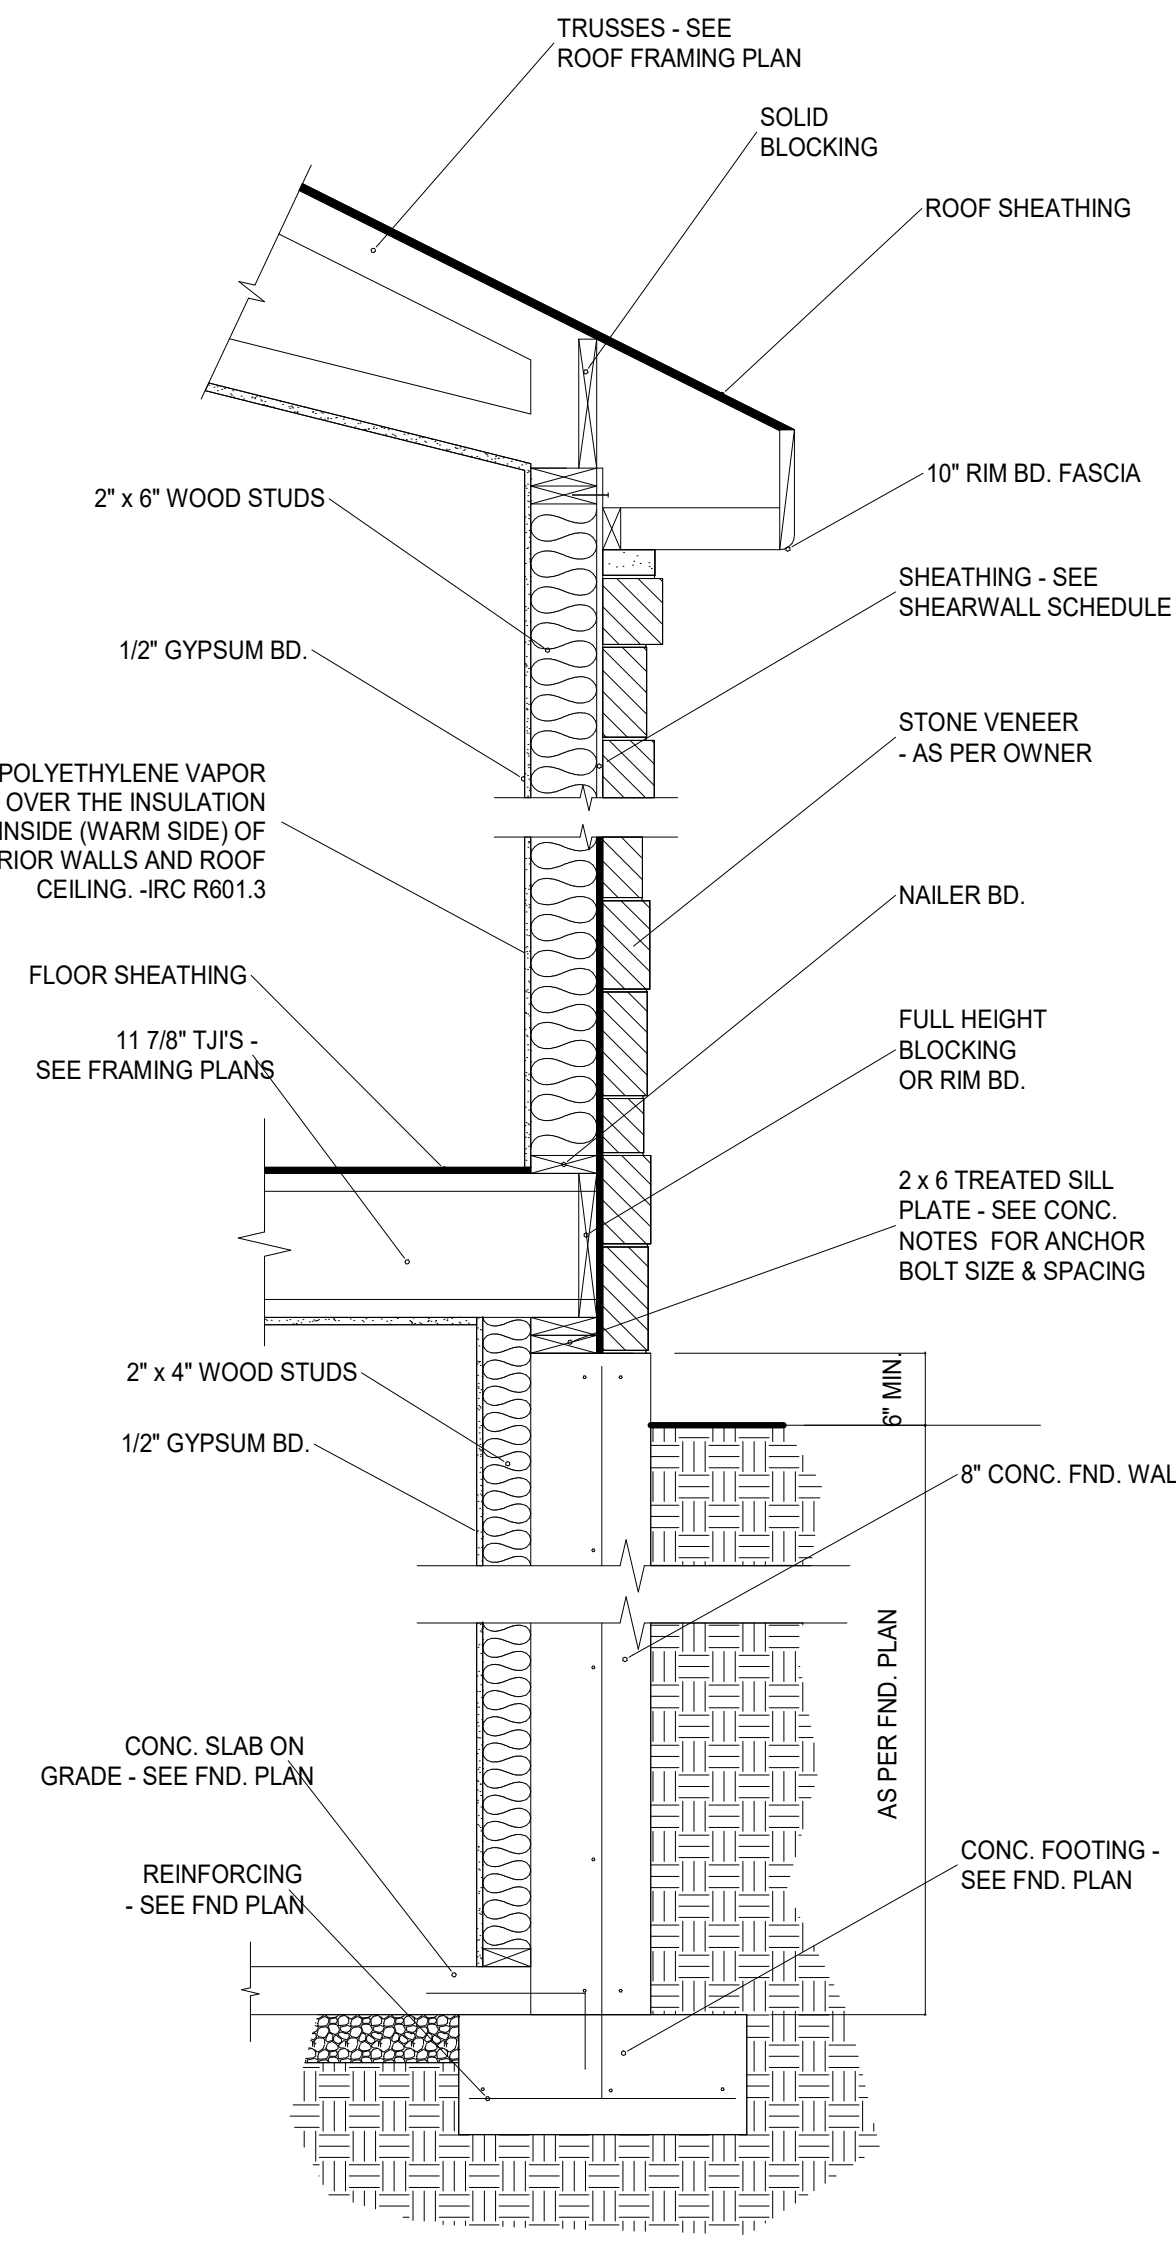 TRUSSES - SEE
ROOF FRAMING PLAN
SOLID
BLOCKING
ROOF SHEATHING
10" RIM BD. FASCIA
2" x 6" WOOD STUDS
SHEATHING - SEE
SHEARWALL SCHEDULE
1/2" GYPSUM BD.
STONE VENEER
- AS PER OWNER
POLYETHYLENE VAPOR
OVER THE INSULATION
INSIDE (WARM SIDE) OF
RIOR WALLS AND ROOF
CEILING. -IRC R601.3
NAILER BD.
FLOOR SHEATHING
11 7/8" TJI'S -
SEE FRAMING PLANS
FULL HEIGHT
BLOCKING
OR RIM BD.
2 x 6 TREATED SILL
PLATE - SEE CONC.
NOTES FOR ANCHOR
BOLT SIZE & SPACING
2" x 4" WOOD STUDS
6" MIN.
1/2" GYPSUM BD.
8" CONC. FND. WAL
AS PER FND. PLAN
CONC. SLAB ON
GRADE - SEE FND. PLAN
CONC. FOOTING -
SEE FND. PLAN
REINFORCING
- SEE FND PLAN